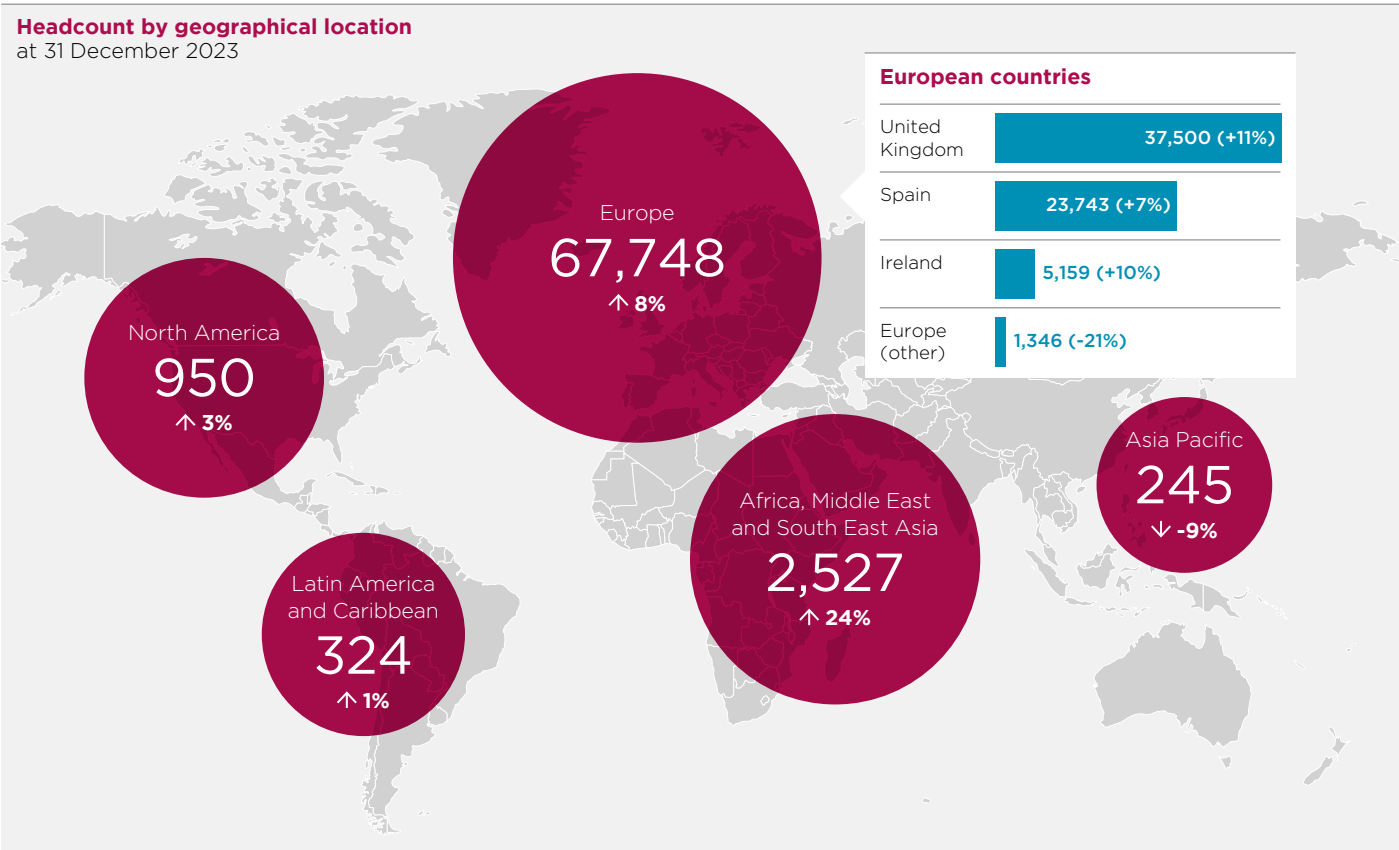 Headcount by geographical location
at 31 December 2023
European countries
United
Kingdom
37,500 (+11%)
Spain
23,743 (+7%)
Ireland
5,159 (+10%)
Europe
(other)
1,346 (-21%)
Europe
67,748
↑ 8%
North America
950
↑ 3%
Asia Pacific
245
↓ -9%
Africa, Middle East
and South East Asia
2,527
↑ 24%
Latin America
and Caribbean
324
↑ 1%